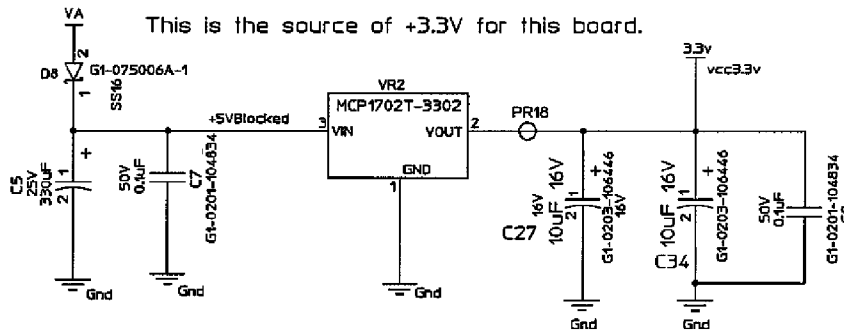 This is the source of +3.3V for this board.
VA
2
D8
G1-075006A-1
SS16
1
+5VBlocked
VR2
MCP1702T-3302
3
VIN
VOUT
2
GND
1
PR18
3.3v
vcc3.3v
+
C5
25V
330uF
1
2
50V
0.1uF
C7
G1-0201-104834
+
16V
16V
10uF
1
2
C27
G1-0203-106446
16V
+
16V
10uF
1
2
C34
G1-0203-106446
50V
0.1uF
G1-0201-104834
Gnd
Gnd
Gnd
Gnd
Gnd